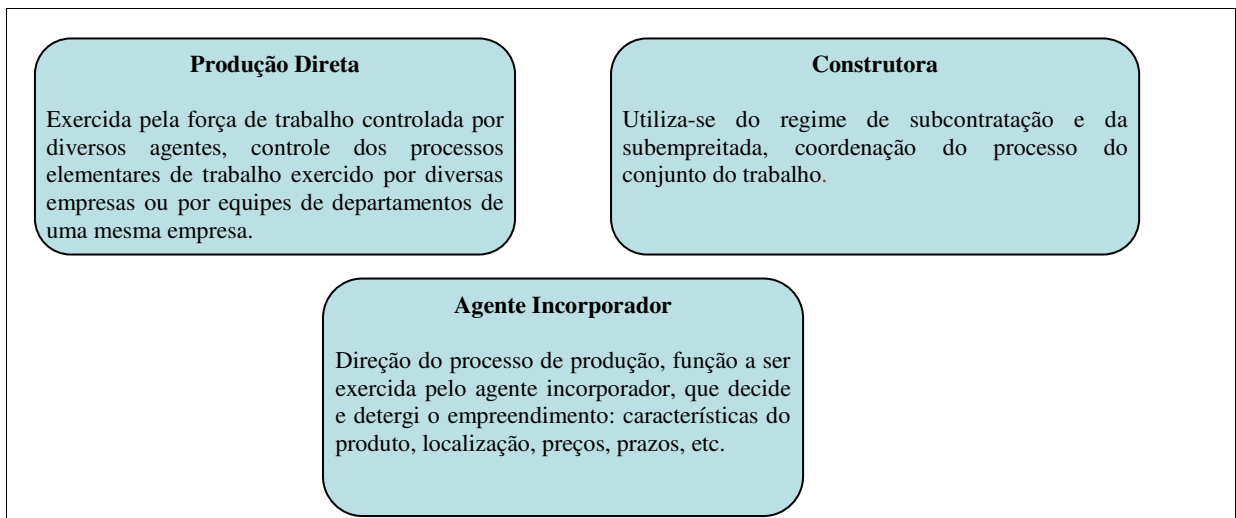 Produção Direta
Exercida pela força de trabalho controlada por
diversos agentes, controle dos processos
elementares de trabalho exercido por diversas
empresas ou por equipes de departamentos de
uma mesma empresa.
Construtora
Utiliza-se do regime de subcontratação e da
subempreitada, coordenação do processo do
conjunto do trabalho.
Agente Incorporador
Direção do processo de produção, função a ser
exercida pelo agente incorporador, que decide
e detergi o empreendimento: características do
produto, localização, preços, prazos, etc.